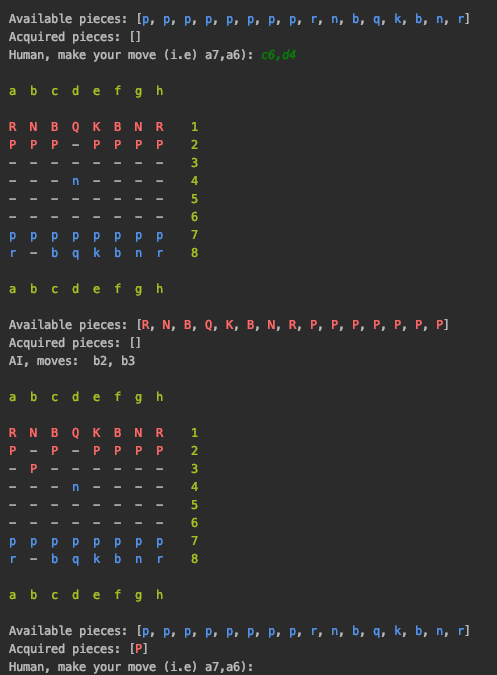 Available pieces: [p, p, p, p, p, p, p, p, r, n, b, q, k, b, n, r]
Acquired pieces: []
Human, make your move (i.e) a7,a6): c6,d4
a b c d e f g h
R N B Q K B N R 1
P P P – P P P P 2
– – – – – – – – 3
– – – n – – – – 4
– – – – – – – – 5
– – – – – – – – 6
p p p p p p p p 7
r – b q k b n r 8
a b c d e f g h
Available pieces: [R, N, B, Q, K, B, N, R, P, P, P, P, P, P, P]
Acquired pieces: []
AI, moves:  b2, b3
a b c d e f g h
R N B Q K B N R 1
P – P – P P P P 2
– P – – – – – – 3
– – – n – – – – 4
– – – – – – – – 5
– – – – – – – – 6
p p p p p p p p 7
r – b q k b n r 8
a b c d e f g h
Available pieces: [p, p, p, p, p, p, p, p, r, n, b, q, k, b, n, r]
Acquired pieces: [P]
Human, make your move (i.e) a7,a6):